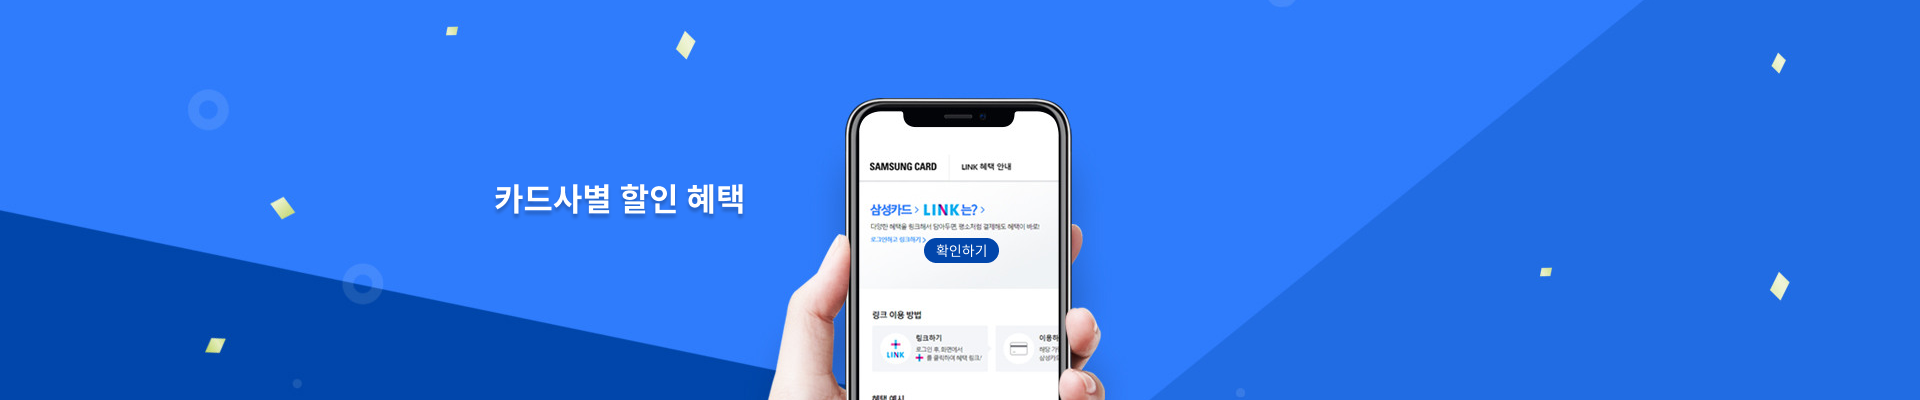 카드사별 할인 혜택
SAMSUNG CARD
LINK 혜택 안내
삼성카드 > LINK는? >
다양한 혜택을 링크해서 담아두면, 평소처럼 결제해도 혜택이 바로!
로그인하고 링크하기 >
확인하기
링크 이용 방법
링크하기
로그인 후, 화면에서
를 클릭하여 혜택 링크!
LINK
이용하
해당 가
삼성카드
혜택 예시